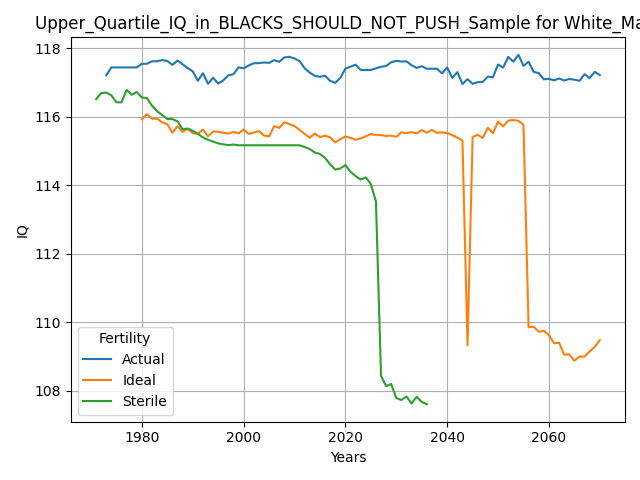 Upper_Quartile_IQ_in_BLACKS_SHOULD_NOT_PUSH_Sample for White_Ma
118
116
114
112
110
108
IQ
1980
2000
2020
2040
2060
Years
Fertility
Actual
Ideal
Sterile